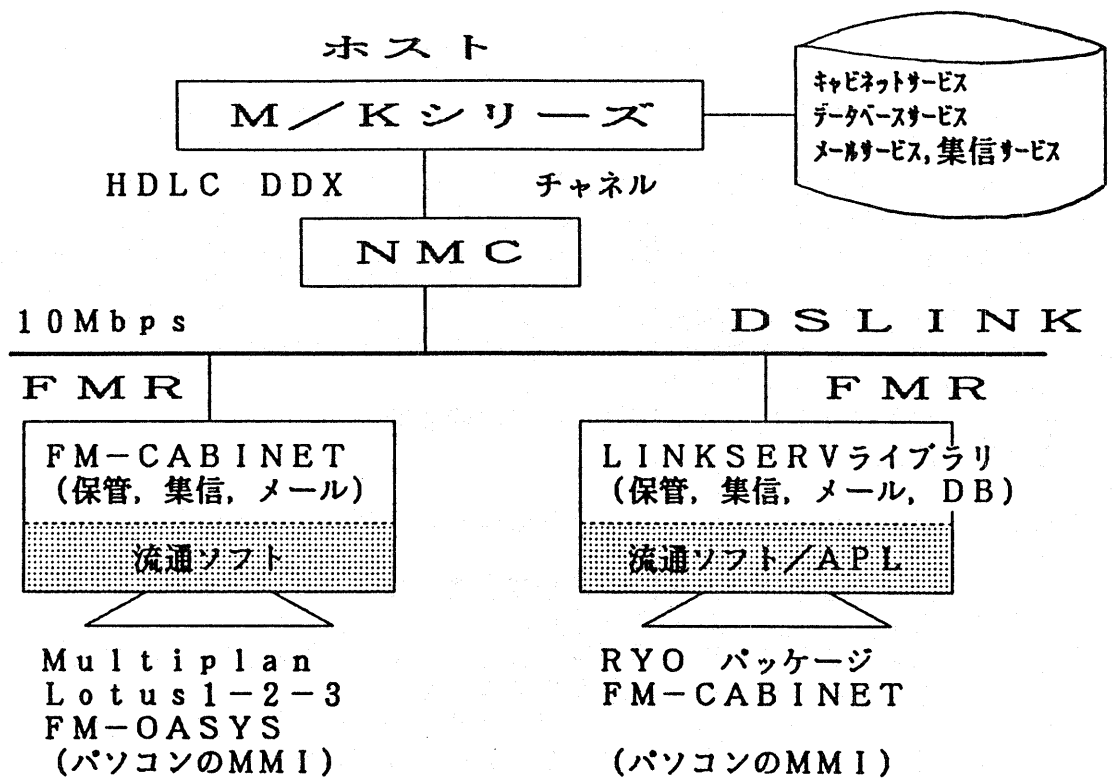 ホスト
M/Kシリーズ
キャビネットサービス
データベースサービス
メールサービス,集信サービス
HDLC DDX
チャネル
NMC
10Mbps
DSLINK
FMR
FMR
FM-CABINET
(保管,集信,メール)
流通ソフト
LINKSERVライブラリ
(保管,集信,メール,DB)
流通ソフト/APL
Multiplan
Lotus1-2-3
FM-OASYS
(パソコンのMMI)
RYO パッケージ
FM-CABINET
(パソコンのMMI)